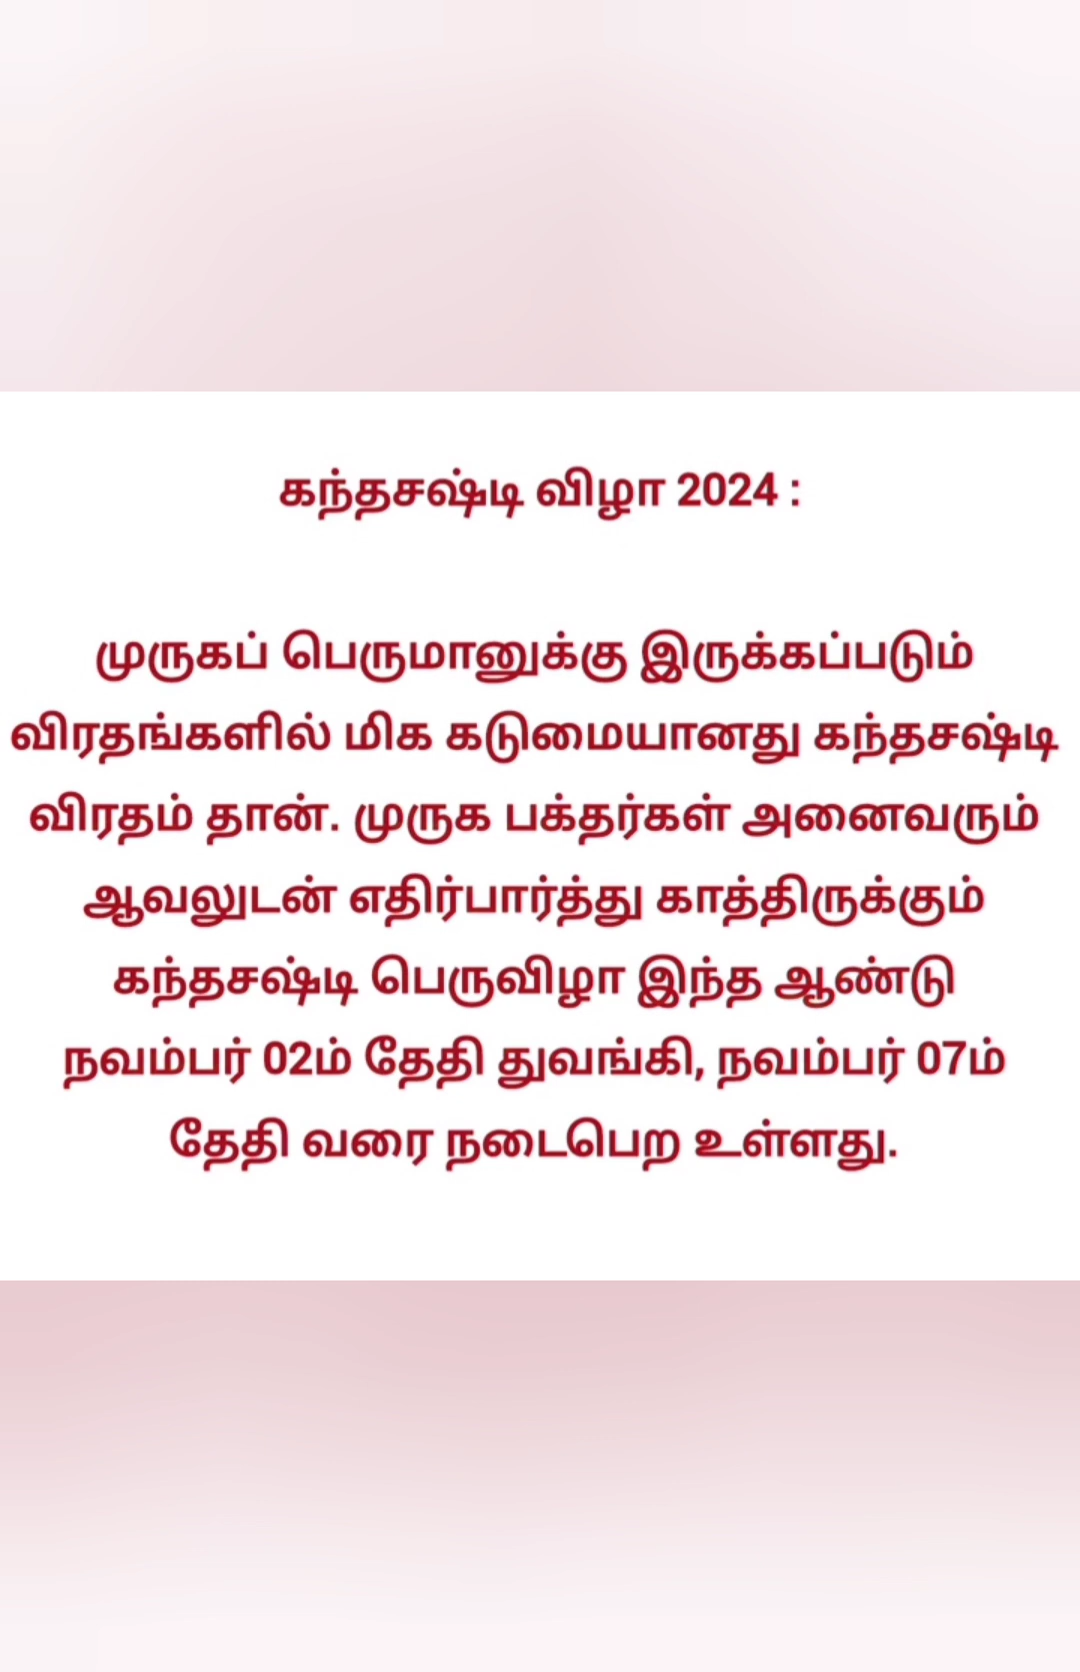 கந்தசஷ்டி விழா 2024 :
முருகப் பெருமானுக்கு இருக்கப்படும்
விரதங்களில் மிக கடுமையானது கந்தசஷ்டி
விரதம் தான். முருக பக்தர்கள் அனைவரும்
ஆவலுடன் எதிர்பார்த்து காத்திருக்கும்
கந்தசஷ்டி பெருவிழா இந்த ஆண்டு
நவம்பர் 02ம் தேதி துவங்கி, நவம்பர் 07ம்
தேதி வரை நடைபெற உள்ளது.